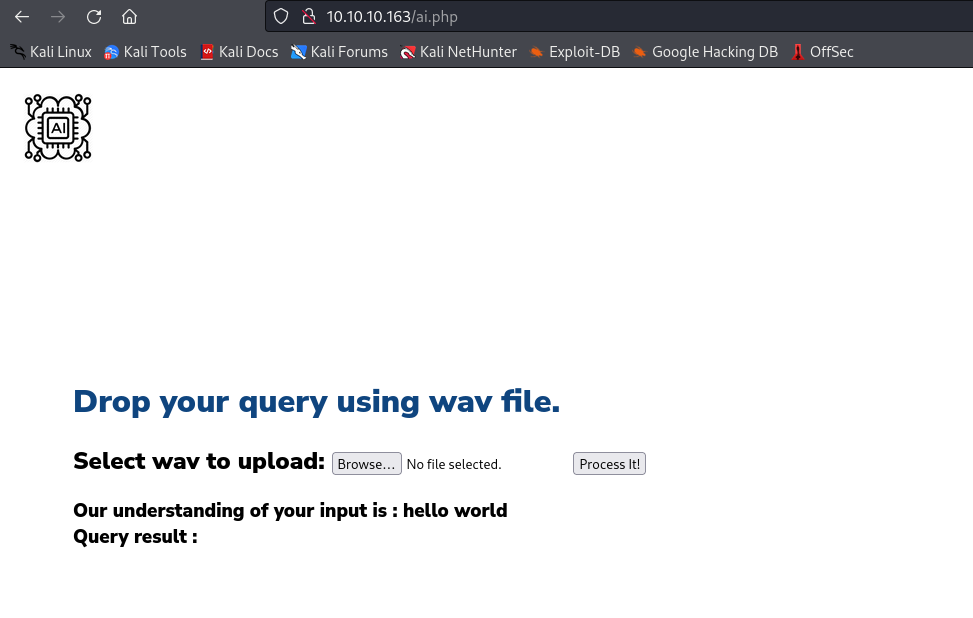 10.10.10.163/ai.php
Kali Linux Kali Tools Kali Docs Kali Forums Kali NetHunter Exploit-DB Google Hacking DB OffSec
AI
Drop your query using wav file.
Select wav to upload: Browse... No file selected. Process It!
Our understanding of your input is : hello world
Query result :